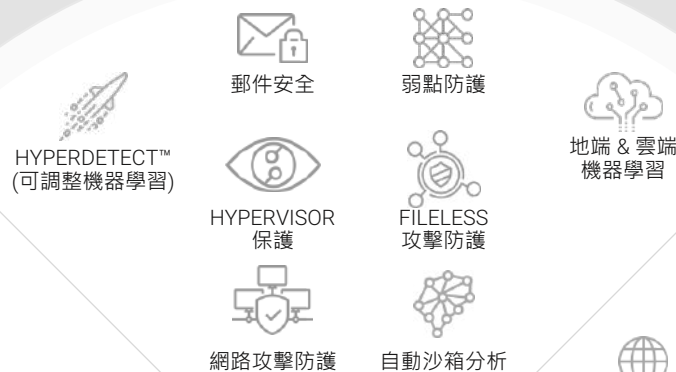 郵件安全
弱點防護
HYPERDETECT™
(可調整機器學習)
地端 & 雲端
機器學習
HYPERVISOR
保護
FILELESS
攻擊防護
網路攻擊防護
自動沙箱分析